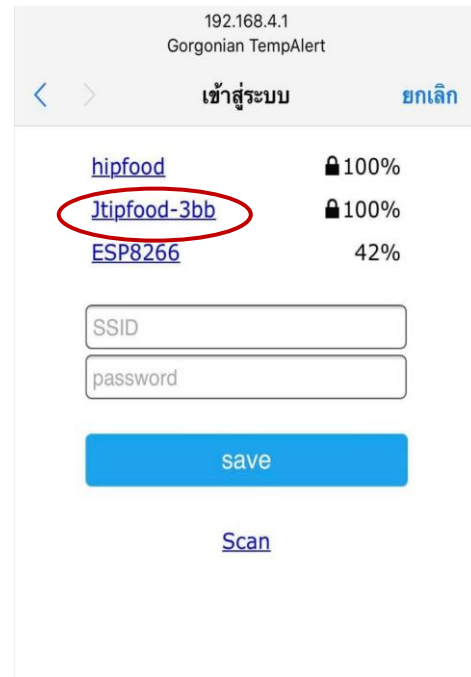 192.168.4.1
Gorgonian TempAlert
เข้าสู่ระบบ ยกเลิก
hipfood 100%
Jtipfood-3bb 100%
ESP8266 42%
SSID
password
save
Scan